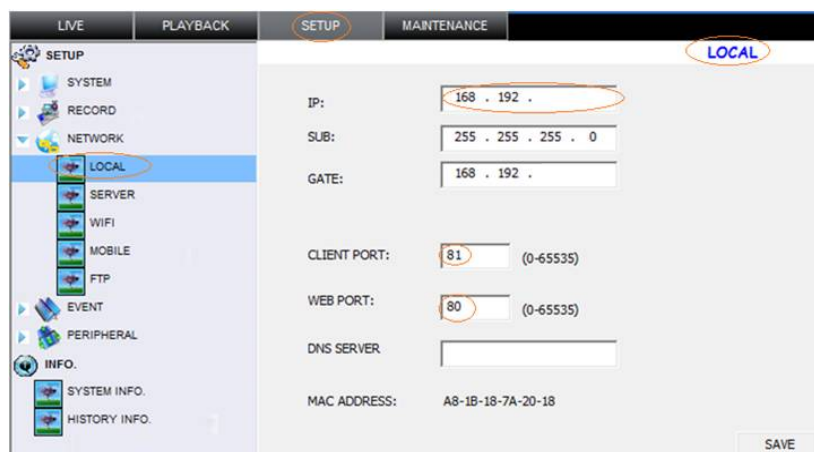 LIVE PLAYBACK SETUP MAINTENANCE
SETUP
LOCAL
SYSTEM
RECORD
NETWORK
LOCAL
SERVER
WIFI
MOBILE
FTP
EVENT
PERIPHERAL
INFO.
SYSTEM INFO.
HISTORY INFO.
IP: 168 . 192 .
SUB: 255 . 255 . 255 . 0
GATE: 168 . 192 .
CLIENT PORT: 81 (0-65535)
WEB PORT: 80 (0-65535)
DNS SERVER
MAC ADDRESS: A8-1B-18-7A-20-18
SAVE